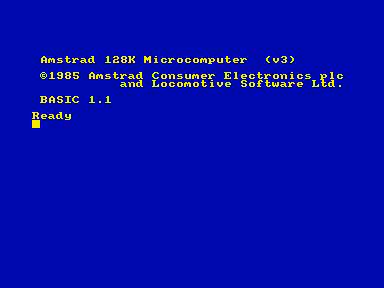 Amstrad 128K Microcomputer  (v3)
©1985 Amstrad Consumer Electronics plc
and Locomotive Software Ltd.
BASIC 1.1
Ready